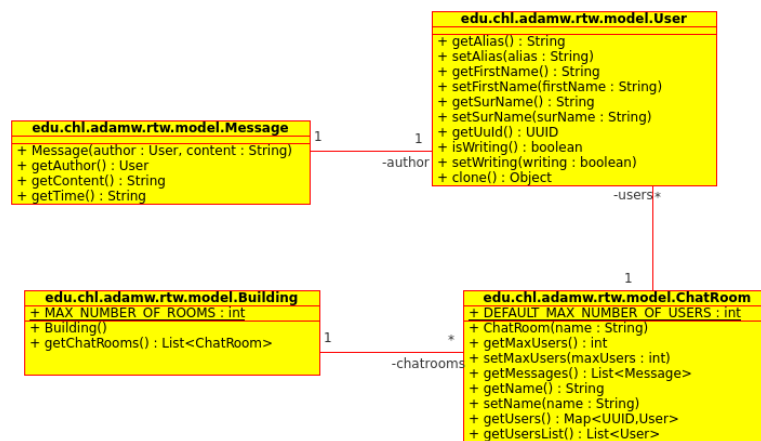 edu.chl.adamw.rtw.model.User
+ getAlias() : String
+ setAlias(alias : String)
+ getFirstName() : String
+ setFirstName(firstName : String)
+ getSurName() : String
+ setSurName(surName : String)
+ getUuId() : UUID
+ isWriting() : boolean
+ setWriting(writing : boolean)
+ clone() : Object
edu.chl.adamw.rtw.model.Message
+ Message(author : User, content : String)
+ getAuthor() : User
+ getContent() : String
+ getTime() : String
1
1
-author
-users*
1
edu.chl.adamw.rtw.model.Building
+ MAX_NUMBER_OF_ROOMS : int
+ Building()
+ getChatRooms() : List<ChatRoom>
1
*
-chatrooms
edu.chl.adamw.rtw.model.ChatRoom
+ DEFAULT_MAX_NUMBER_OF_USERS : int
+ ChatRoom(name : String)
+ getMaxUsers() : int
+ setMaxUsers(maxUsers : int)
+ getMessages() : List<Message>
+ getName() : String
+ setName(name : String)
+ getUsers() : Map<UUID,User>
+ getUsersList() : List<User>